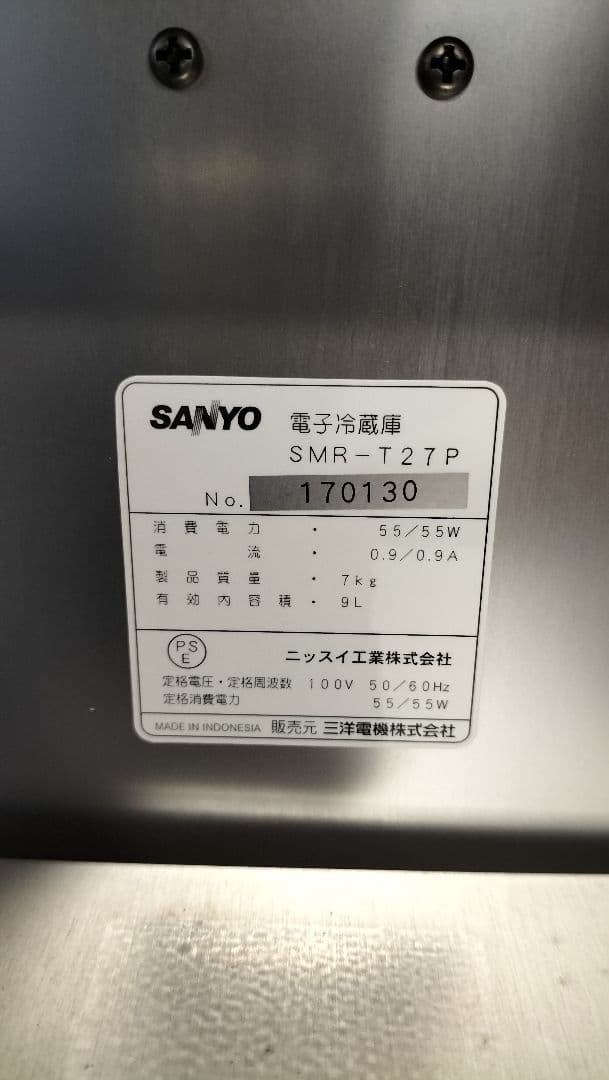 SANYO 電子冷蔵庫
SMR-T27P
No. 170130
消費電力 ・ 55/55W
電流 ・ 0.9/0.9A
製品質量 ・ 7kg
有効内容積 ・ 9L
PS
E
ニッスイ工業株式会社
定格電圧・定格周波数 100V 50/60Hz
定格消費電力 55/55W
MADE IN INDONESIA 販売元 三洋電機株式会社